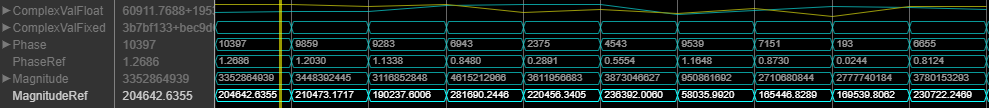 ComplexValFloat 60911.7688+195
ComplexValFixed 3b7bf133+bec9d
Phase 10397 10397 9859 9283 6943 2375 4543 9539 7151 193 6655
PhaseRef 1.2686 1.2686 1.2030 1.1338 0.8480 0.2891 0.5554 1.1648 0.8730 0.0244 0.8124
Magnitude 3352864939 3352864939 3448392445 3116852848 4615212966 3611956683 3873046627 950861692 2710680844 2777740184 3780153293
MagnitudeRef 204642.6355 204642.6355 210473.1717 190237.6006 281690.2446 220456.3405 236392.0060 58035.9920 165446.8289 169539.8062 230722.2469